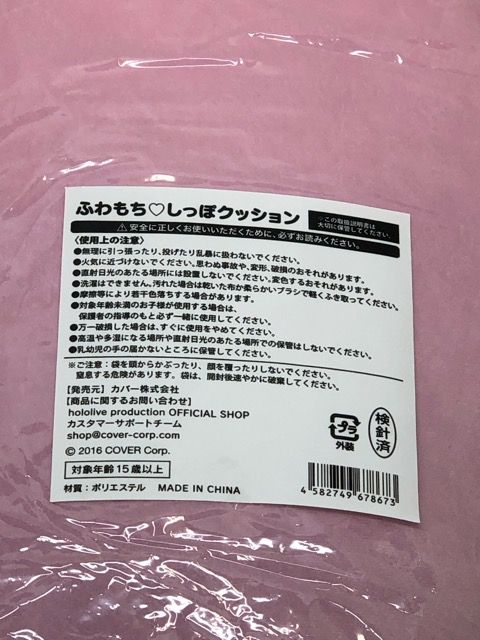 ふわもち♡しっぽクッション
※この取扱説明書は
大切に保管してください。
⚠安全に正しくお使いいただくために、必ずお読みください。
〈使用上の注意〉
●無理に引っ張ったり、投げたり乱暴に扱わないでください。
●火気に近づけないでください。思わぬ事故や、変形、破損のおそれがあります。
●直射日光のあたる場所には設置しないでください。変色するおそれがあります。
●洗濯はできません。汚れた場合は乾いた布か柔らかいブラシで軽くふき取ってください。
●摩擦等により若干色落ちする場合があります。
●対象年齢未満のお子様が使用する場合は、
保護者の指導のもと必ず一緒に使用してください。
●万一破損した場合は、すぐに使用をやめてください。
●高温や多湿になる場所や直射日光のあたる場所での保管はしないでください。
●乳幼児の手の届かないところに保管してください。
※ご注意：袋を頭からかぶったり、顔を覆ったりしないでください。
窒息する危険があります。袋は、開封後速やかに破棄してください。
[発売元] カバー株式会社
[商品に関するお問い合わせ]
hololive production OFFICIAL SHOP
カスタマーサポートチーム
shop@cover-corp.com
© 2016 COVER Corp.
対象年齢15歳以上
材質：ポリエステル MADE IN CHINA
プラ
外装
検針済
4 582749 678673